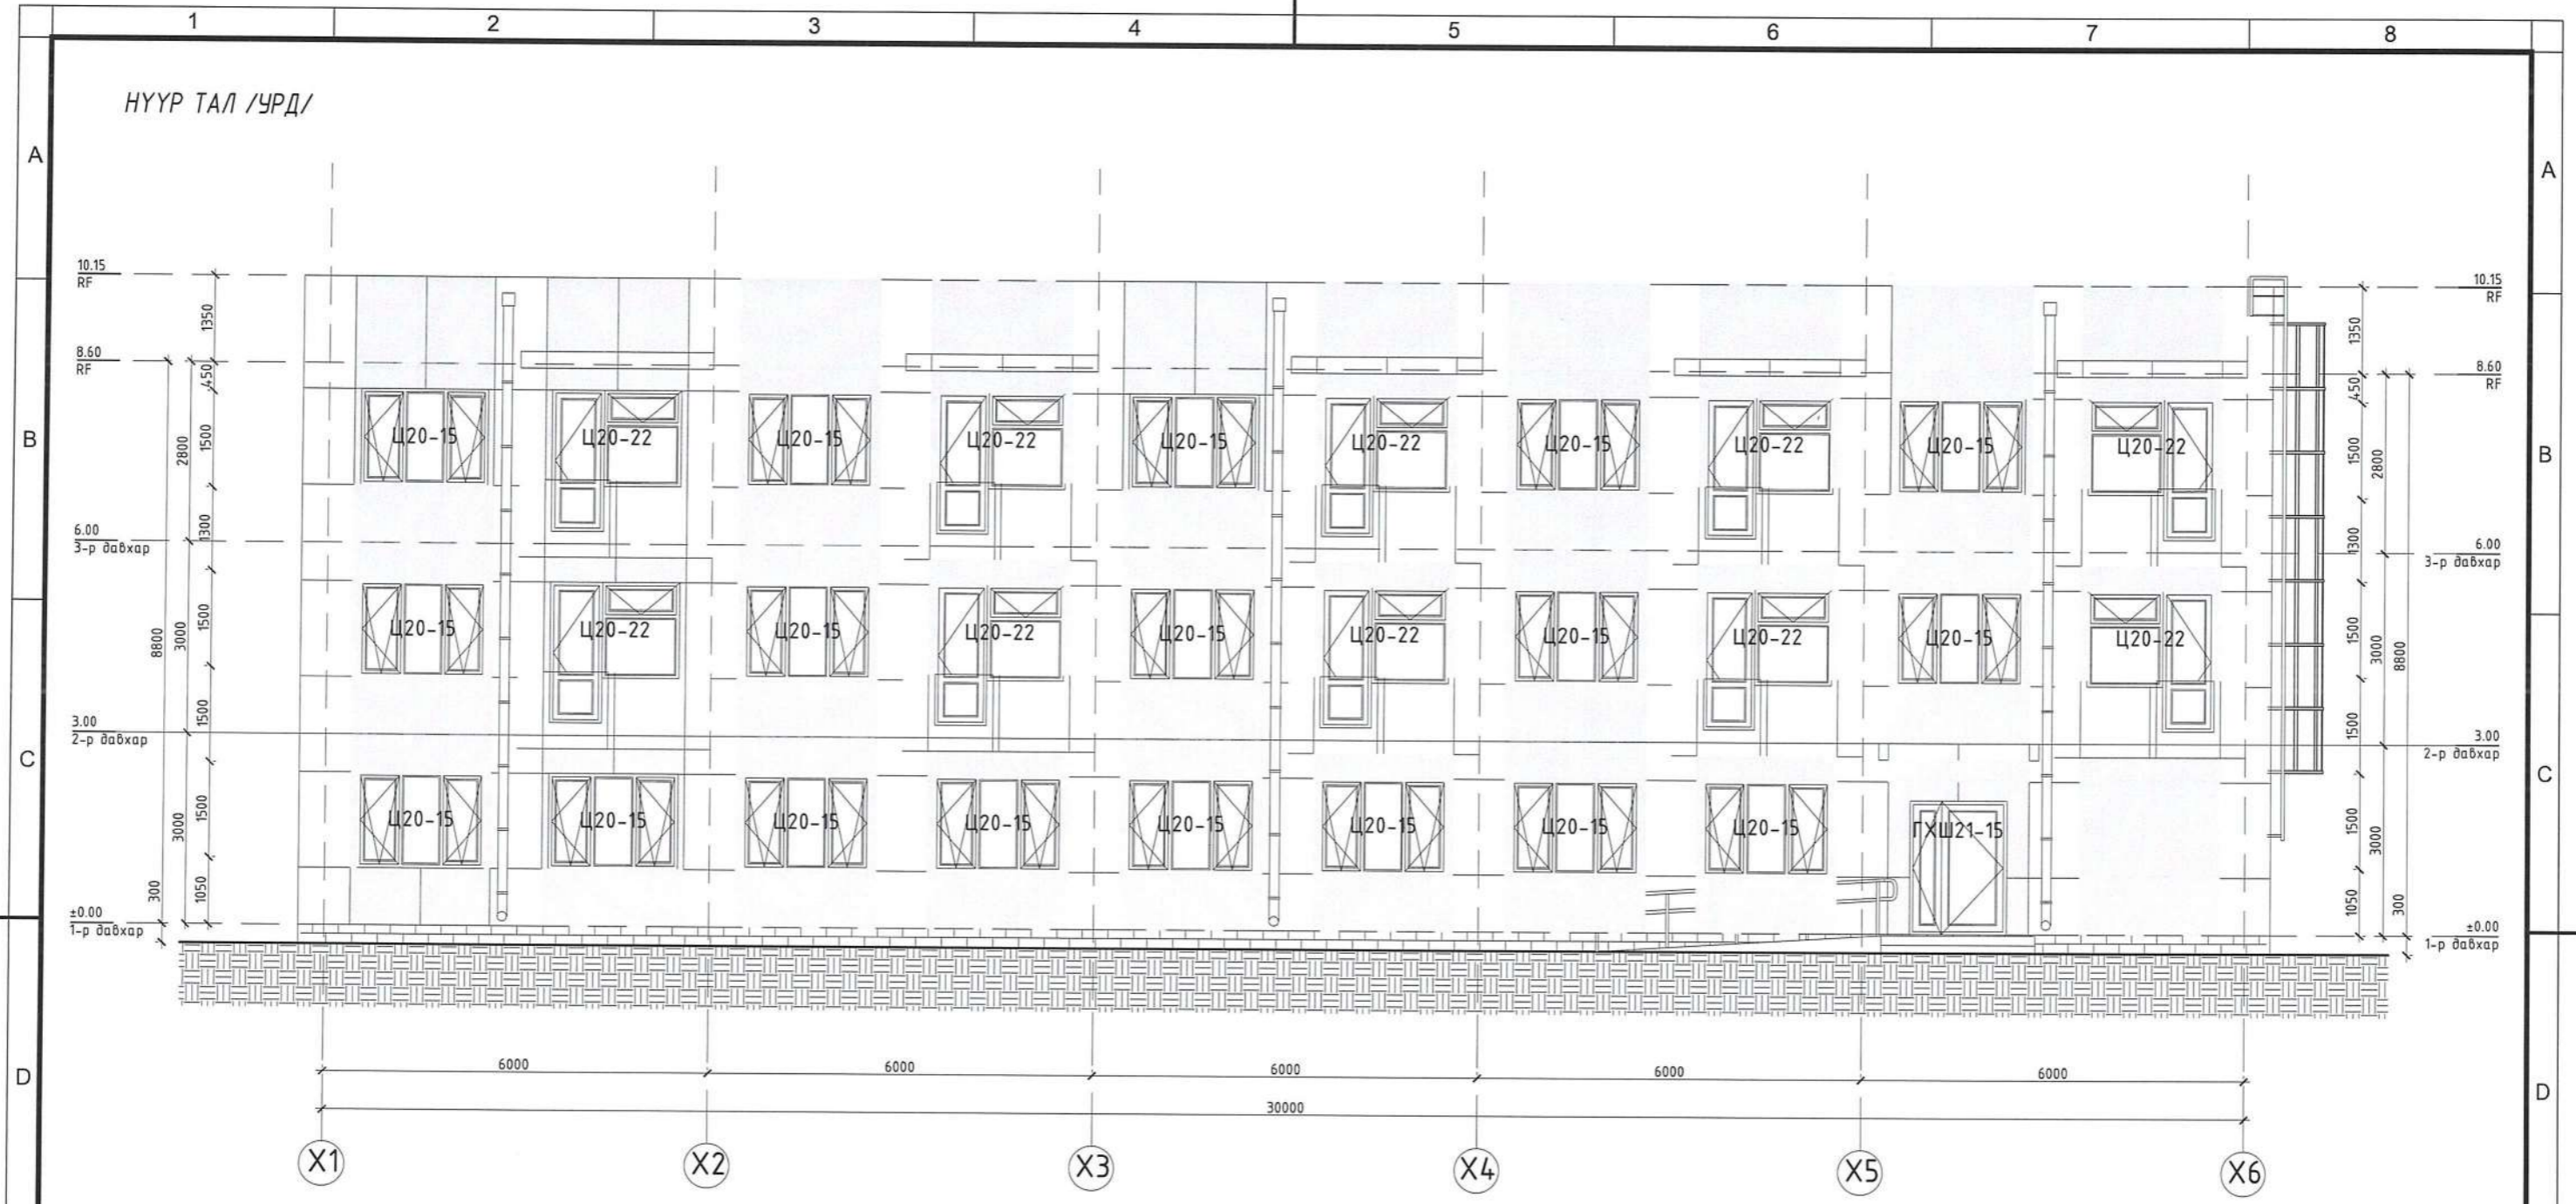 1 2 3 4 5 6 7 8
A A
НҮҮР ТАЛ /УРД/
10.15 10.15
RF RF
1350 1350
8.60 8.60
RF RF
450 450
B B
Ц20-15 Ц20-22 Ц20-15 Ц20-22 Ц20-15 Ц20-22 Ц20-15 Ц20-22 Ц20-15 Ц20-22
2800 1500 1500 2800
6.00 6.00
3-р давхар 3-р давхар
1300 1300
Ц20-15 Ц20-22 Ц20-15 Ц20-22 Ц20-15 Ц20-22 Ц20-15 Ц20-22 Ц20-15 Ц20-22
8800 3000 1500 1500 3000 8800
1500 1500
3.00 3.00
2-р давхар 2-р давхар
C C
Ц20-15 Ц20-15 Ц20-15 Ц20-15 Ц20-15 Ц20-15 Ц20-15 Ц20-15 ГХШ21-15
3000 1500 1500 3000
300 1050 1050 300
±0.00 ±0.00
1-р давхар 1-р давхар
D D
6000 6000 6000 6000 6000
30000
X1 X2 X3 X4 X5 X6